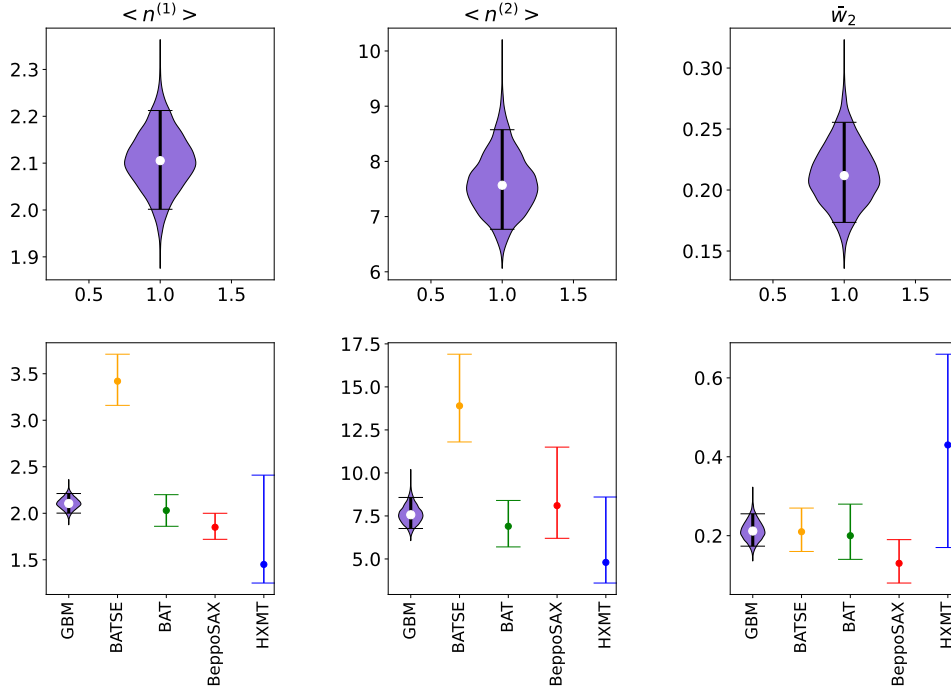 < n^(1) >
< n^(2) >
w̄_2
2.3
2.2
2.1
2.0
1.9
0.5 1.0 1.5
10
9
8
7
6
0.5 1.0 1.5
0.30
0.25
0.20
0.15
0.5 1.0 1.5
3.5
3.0
2.5
2.0
1.5
GBM
BATSE
BAT
BeppoSAX
HXMT
17.5
15.0
12.5
10.0
7.5
5.0
GBM
BATSE
BAT
BeppoSAX
HXMT
0.6
0.4
0.2
GBM
BATSE
BAT
BeppoSAX
HXMT